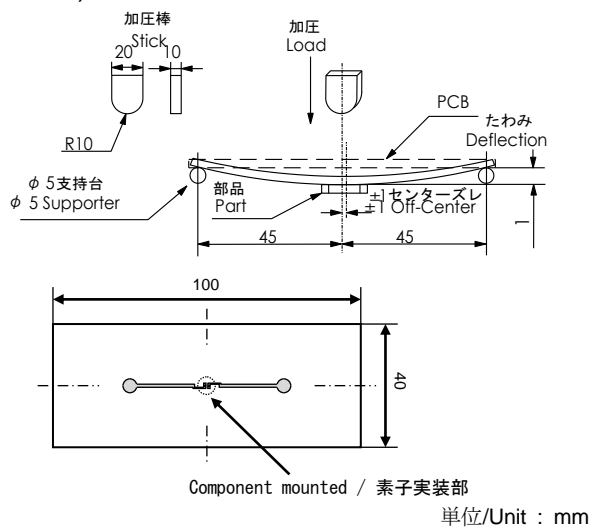 加圧棒
Stick
20
10
R10
加圧
Load
PCB
たわみ
Deflection
φ 5支持台
φ 5 Supporter
部品
Part
±1センターズレ
±1 Off-Center
45
45
1
100
40
Component mounted / 素子実装部
単位/Unit : mm